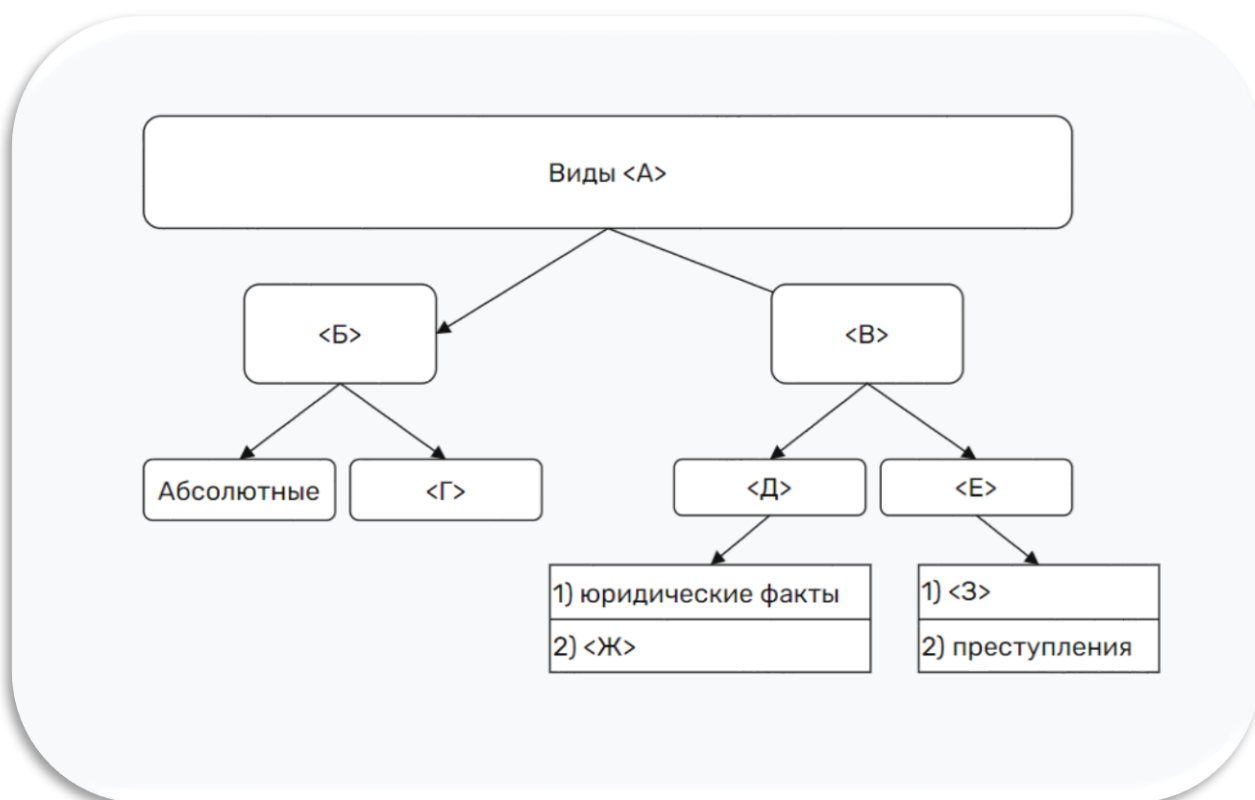 Виды <А>
<Б>
<В>
Абсолютные
<Г>
<Д>
<Е>
1) юридические факты
2) <Ж>
1) <З>
2) преступления